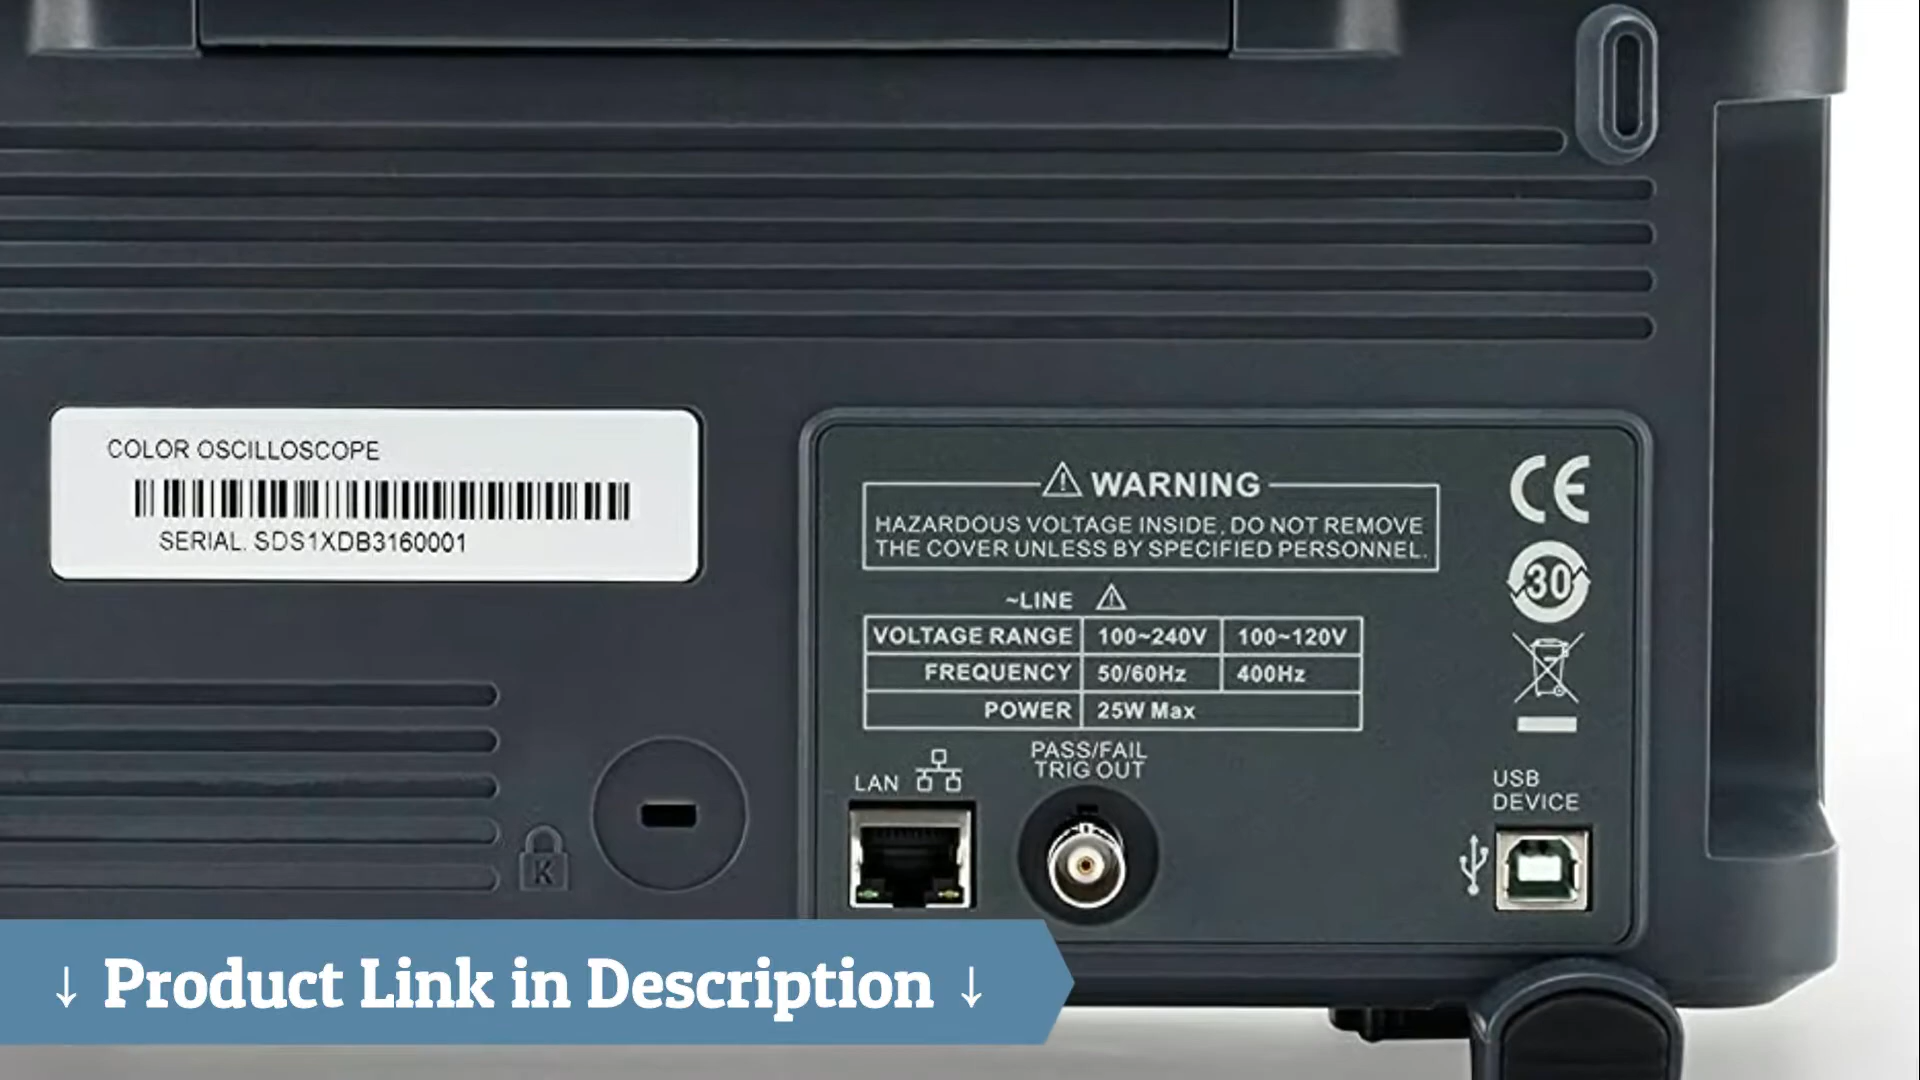 COLOR OSCILLOSCOPE
SERIAL. SDS1XDB3160001
WARNING
HAZARDOUS VOLTAGE INSIDE, DO NOT REMOVE
THE COVER UNLESS BY SPECIFIED PERSONNEL.
~LINE
VOLTAGE RANGE 100~240V 100~120V
FREQUENCY 50/60Hz 400Hz
POWER 25W Max
CE
30
LAN
PASS/FAIL
TRIG OUT
USB
DEVICE
K
↓ Product Link in Description ↓